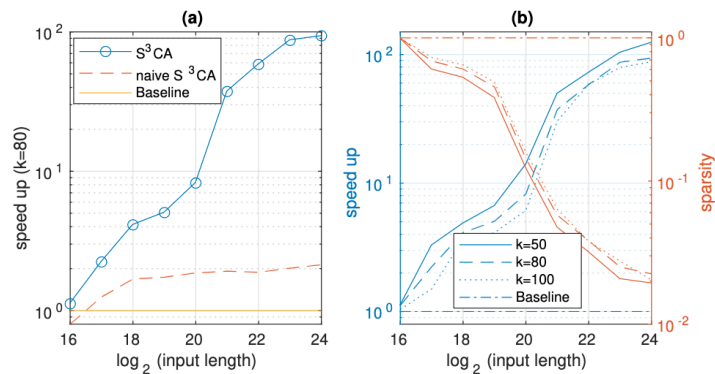 (a)
10^2
10^1
10^0
speed up (k=80)
S^3CA
naive S ^3CA
Baseline
16 18 20 22 24
log_2 (input length)
(b)
10^2
10^1
10^0
speed up
k=50
k=80
k=100
Baseline
16 18 20 22 24
log_2 (input length)
10^0
10^-1
10^-2
sparsity